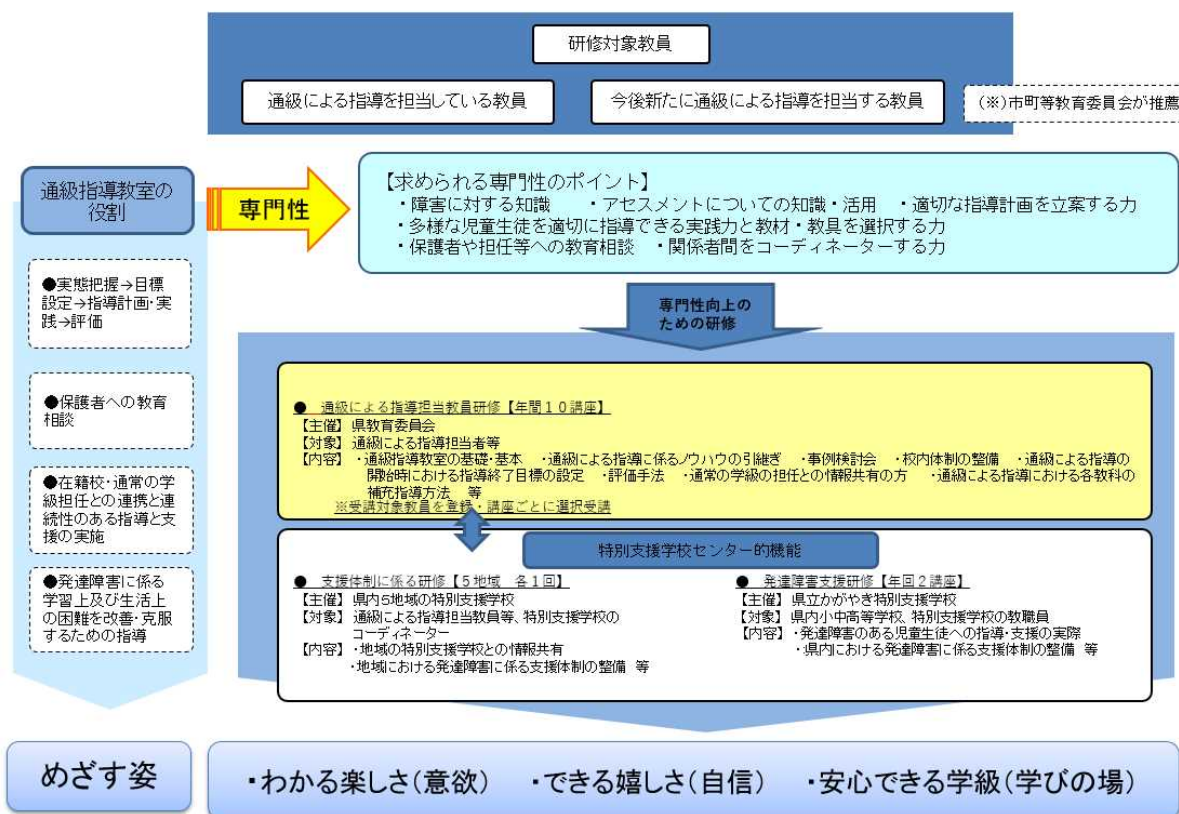 研修対象教員
通級による指導を担当している教員
今後新たに通級による指導を担当する教員
(※)市町等教育委員会が推薦
通級指導教室の
役割
専門性
【求められる専門性のポイント】
・障害に対する知識　・アセスメントについての知識・活用　・適切な指導計画を立案する力
・多様な児童生徒を適切に指導できる実践力と教材・教具を選択する力
・保護者や担任等への教育相談　・関係者間をコーディネーターする力
●実態把握→目標
設定→指導計画・実
践→評価
●保護者への教育
相談
●在籍校・通常の学
級担任との連携と連
続性のある指導と支
援の実施
●発達障害に係る
学習上及び生活上
の困難を改善・克服
するための指導
専門性向上の
ための研修
●　通級による指導担当教員研修【年間１０講座】
【主催】県教育委員会
【対象】通級による指導担当者等
【内容】・通級指導教室の基礎・基本　・通級による指導に係るノウハウの引継ぎ　・事例検討会　・校内体制の整備　・通級による指導の
開始時における指導終了目標の設定　・評価手法　・通常の学級の担任との情報共有の方　・通級による指導における各教科の
補充指導方法　等
※受講対象教員を登録・講座ごとに選択受講
特別支援学校センター的機能
●　支援体制に係る研修【５地域　各１回】
【主催】県内５地域の特別支援学校
【対象】通級による指導担当教員等、特別支援学校の
コーディネーター
【内容】・地域の特別支援学校との情報共有
・地域における発達障害に係る支援体制の整備　等
●　発達障害支援研修【年回２講座】
【主催】県立かがやき特別支援学校
【対象】県内小中高等学校、特別支援学校の教職員
【内容】・発達障害のある児童生徒への指導・支援の実際
・県内における発達障害に係る支援体制の整備　等
めざす姿
・わかる楽しさ(意欲)　・できる嬉しさ(自信)　・安心できる学級(学びの場)